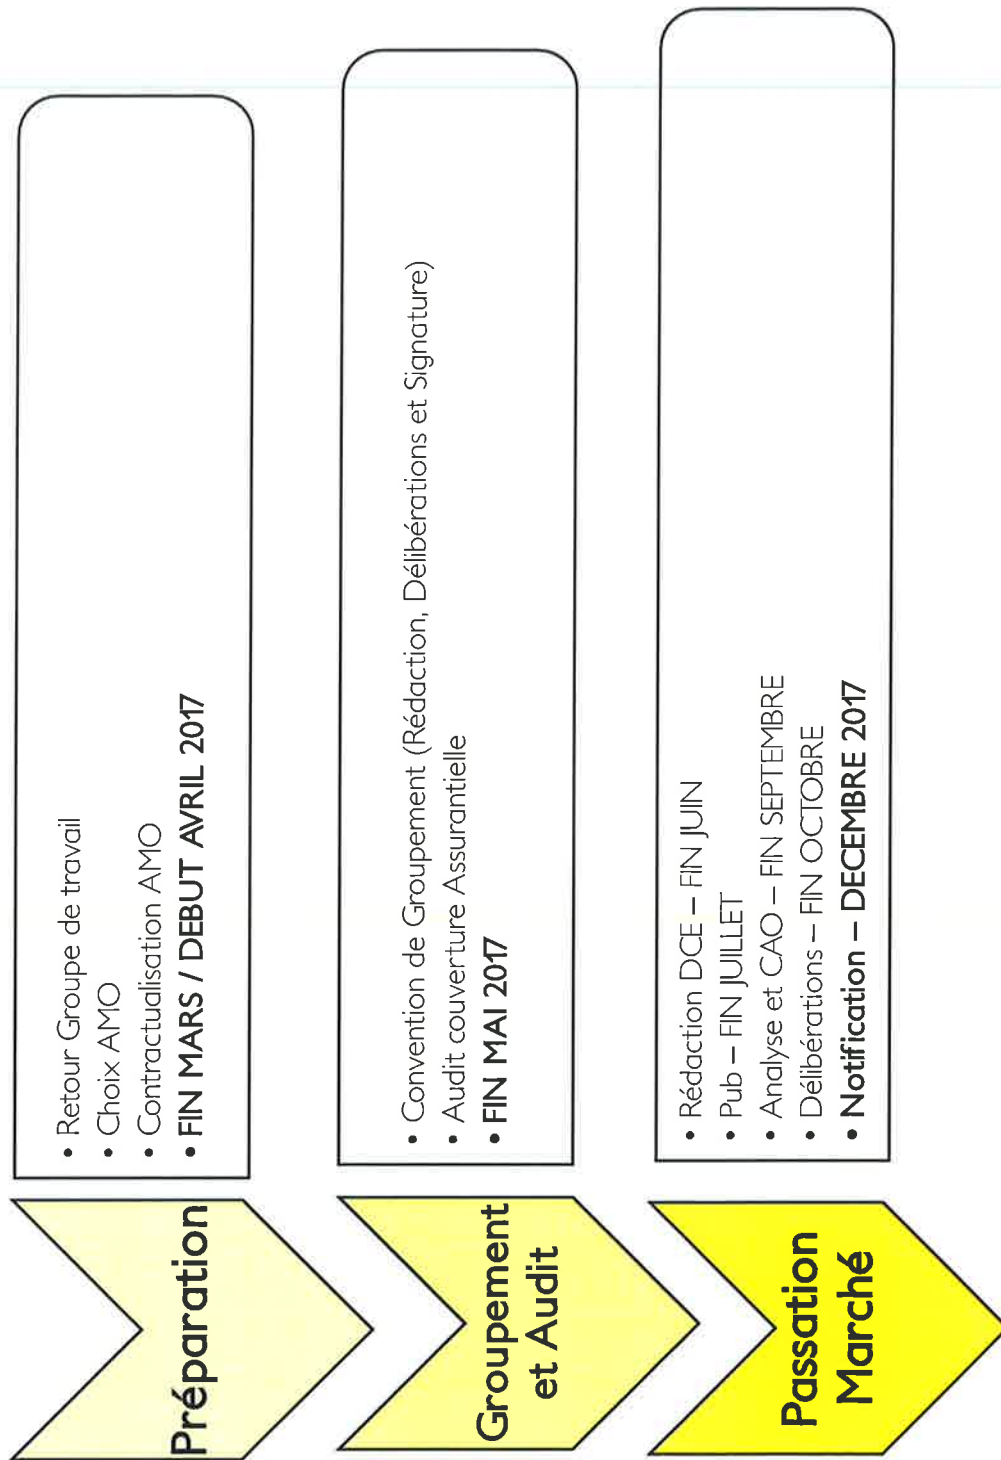 Préparation
• Retour Groupe de travail
• Choix AMO
• Contractualisation AMO
• FIN MARS / DEBUT AVRIL 2017
Groupement
et Audit
• Convention de Groupement (Rédaction, Délibérations et Signature)
• Audit couverture Assurantielle
• FIN MAI 2017
Passation
Marché
• Rédaction DCE – FIN JUIN
• Pub – FIN JUILLET
• Analyse et CAO – FIN SEPTEMBRE
• Délibérations – FIN OCTOBRE
• Notification – DECEMBRE 2017